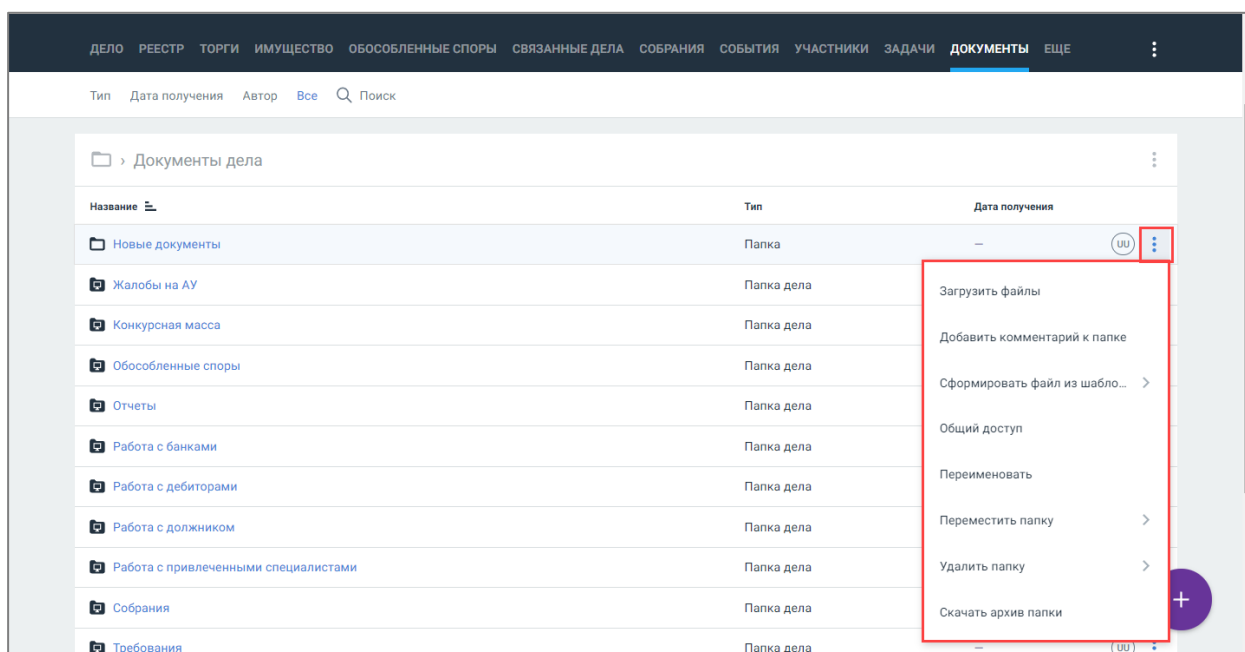 ДЕЛО РЕЕСТР ТОРГИ ИМУЩЕСТВО ОБОСОБЛЕННЫЕ СПОРЫ СВЯЗАННЫЕ ДЕЛА СОБРАНИЯ СОБЫТИЯ УЧАСТНИКИ ЗАДАЧИ ДОКУМЕНТЫ ЕЩЕ
Тип Дата получения Автор Все Поиск
› Документы дела
Название Тип Дата получения
Новые документы Папка — UU
Жалобы на АУ Папка дела
Конкурсная масса Папка дела
Обособленные споры Папка дела
Отчеты Папка дела
Работа с банками Папка дела
Работа с дебиторами Папка дела
Работа с должником Папка дела
Работа с привлеченными специалистами Папка дела
Собрания Папка дела
Требования Папка дела — UU
Загрузить файлы
Добавить комментарий к папке
Сформировать файл из шабло...
Общий доступ
Переименовать
Переместить папку
Удалить папку
Скачать архив папки
+